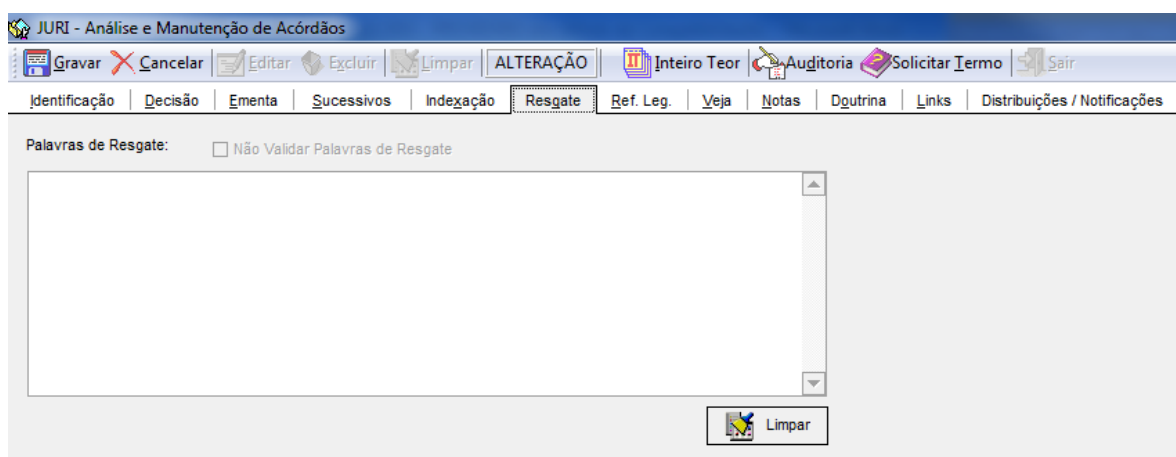 JURI - Análise e Manutenção de Acórdãos
Gravar Cancelar Editar Excluir Limpar ALTERAÇÃO Inteiro Teor Auditoria Solicitar Termo Sair
Identificação Decisão Ementa Sucessivos Indexação Resgate Ref. Leg. Veja Notas Doutrina Links Distribuições / Notificações
Palavras de Resgate: Não Validar Palavras de Resgate
Limpar